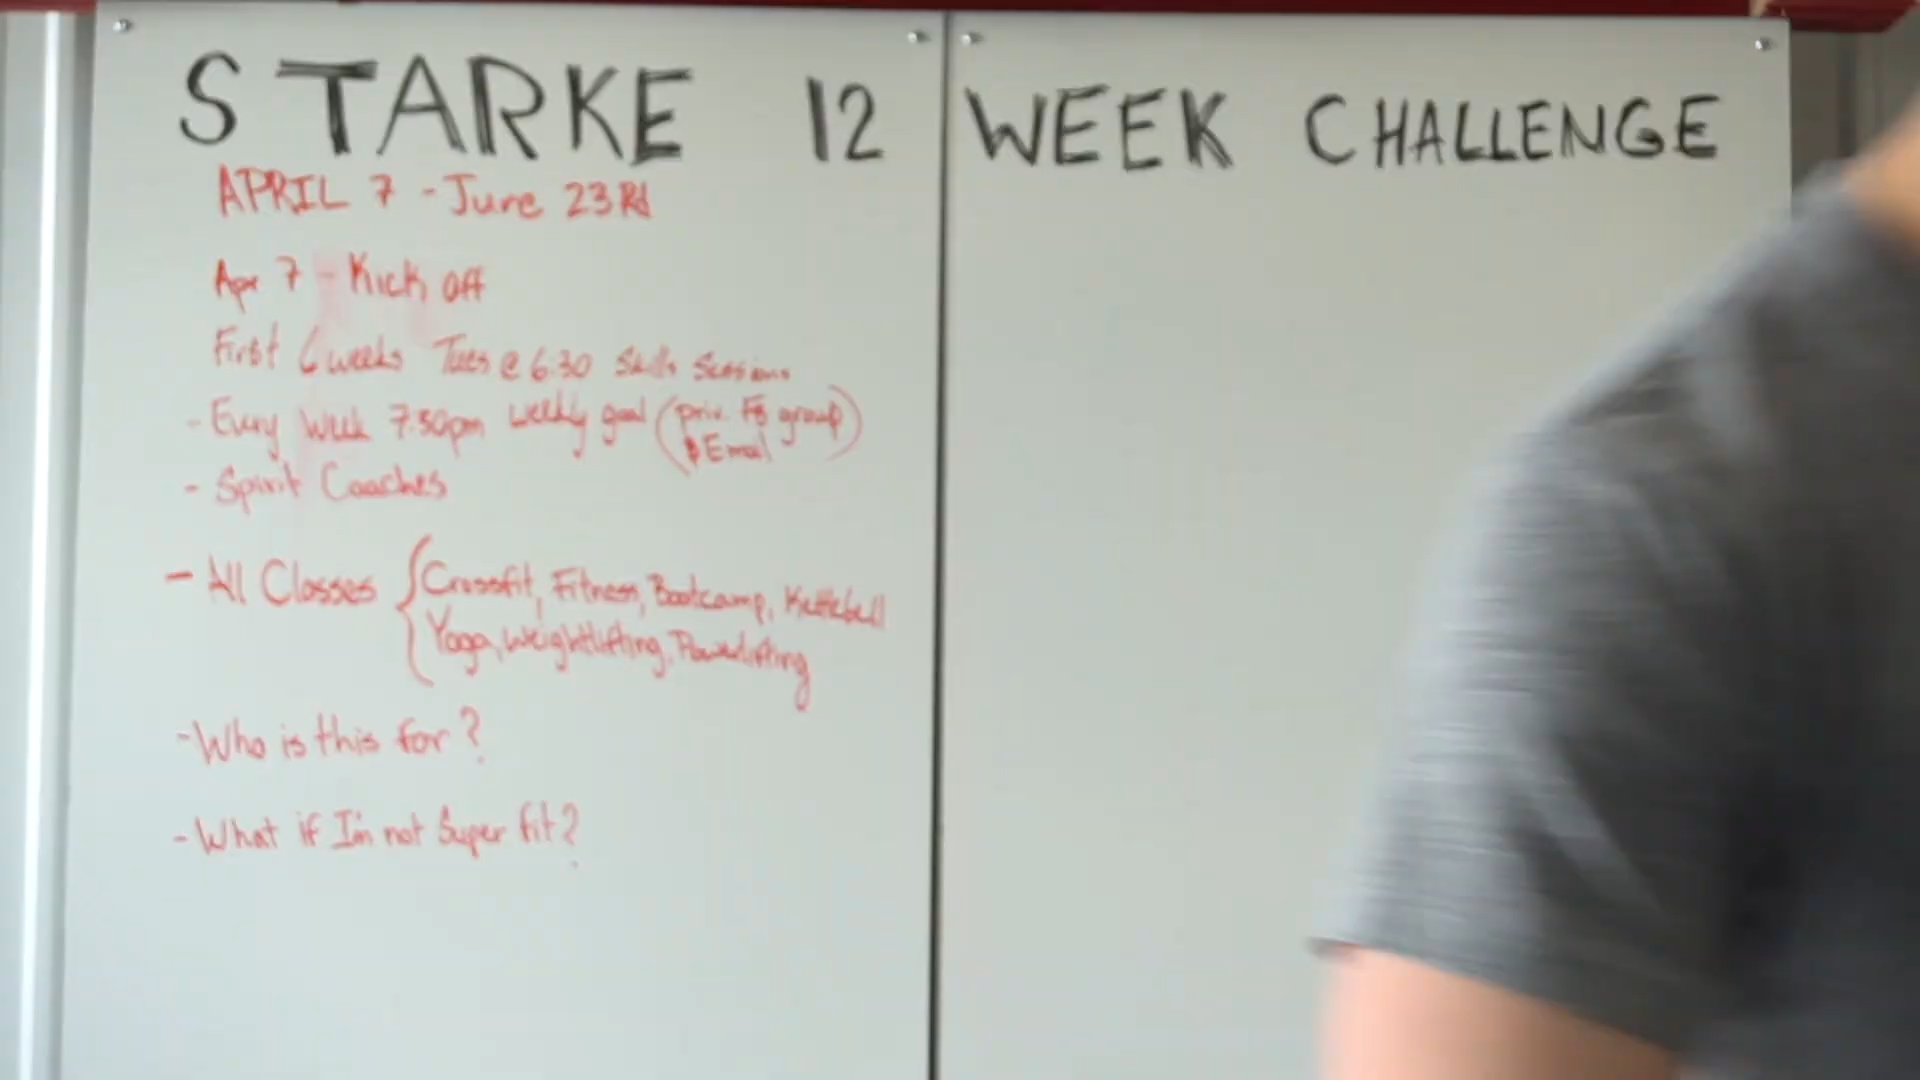 STARKE 12 WEEK CHALLENGE
APRIL 7 - June 23Rd
Apr 7 - Kick off
First 6 weeks Tues @ 6:30 Skills Sessions
- Every Week 7:30pm weekly goal (priv. FB group)
& Email
- Spirit Coaches
- All Classes { Crossfit, Fitness, Bootcamp, Kettlebell
Yoga, Weightlifting, Powerlifting
- Who is this for?
- What if I'm not Super fit?